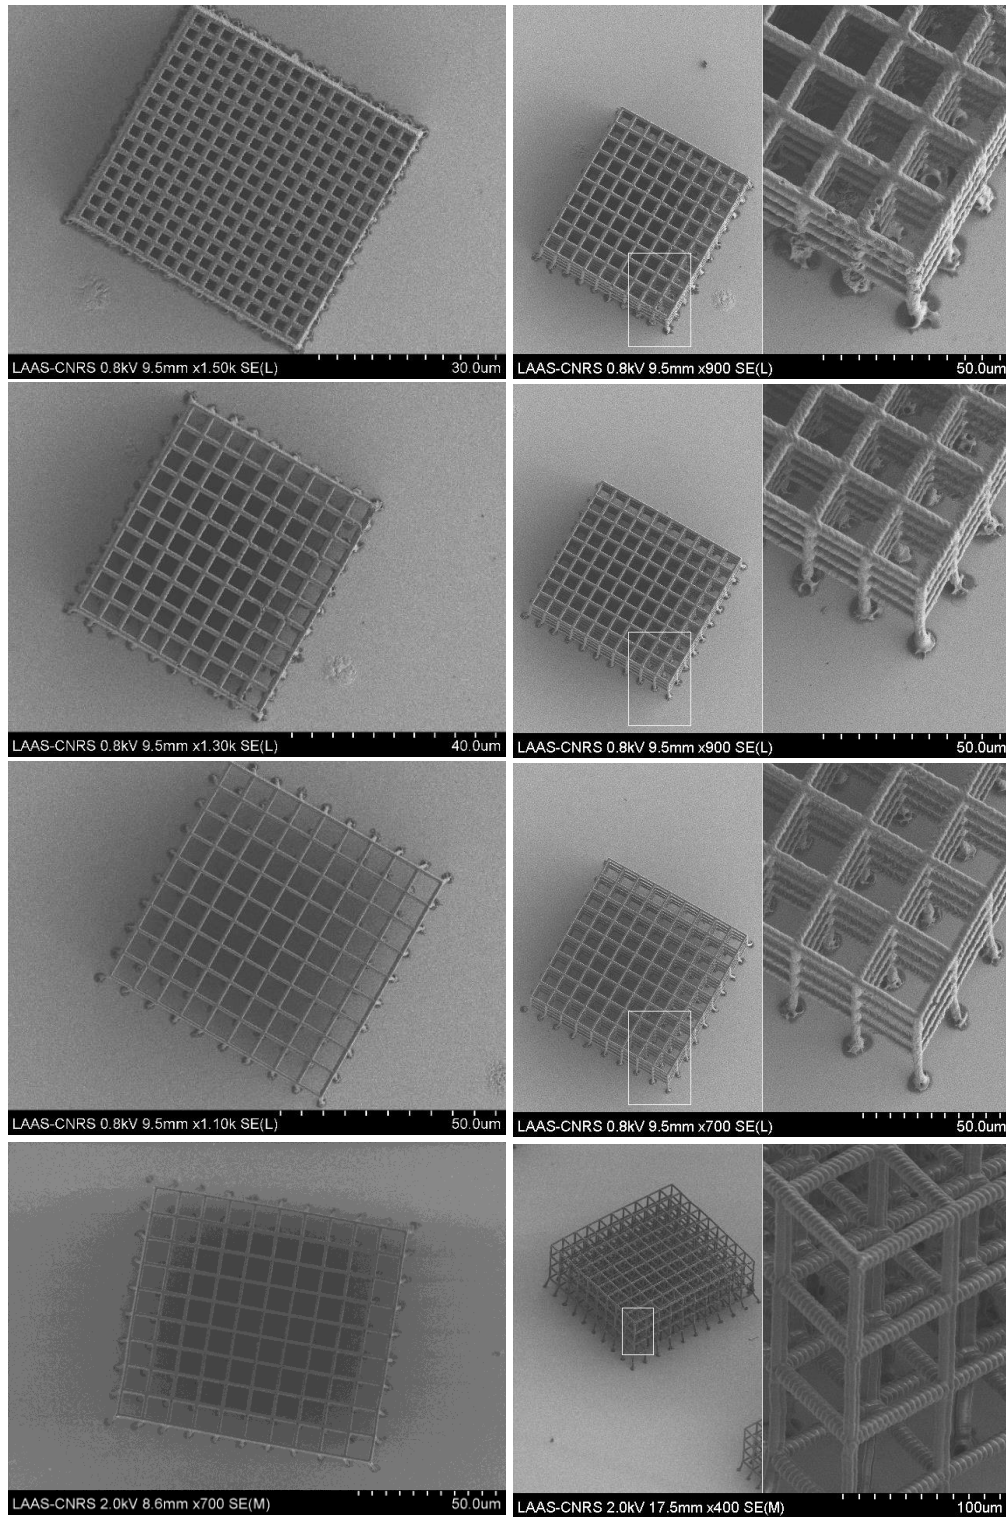 LAAS-CNRS 0.8kV 9.5mm x1.50k SE(L) 30.0um
LAAS-CNRS 0.8kV 9.5mm x900 SE(L) 50.0um
LAAS-CNRS 0.8kV 9.5mm x1.30k SE(L) 40.0um
LAAS-CNRS 0.8kV 9.5mm x900 SE(L) 50.0um
LAAS-CNRS 0.8kV 9.5mm x1.10k SE(L) 50.0um
LAAS-CNRS 0.8kV 9.5mm x700 SE(L) 50.0um
LAAS-CNRS 2.0kV 8.6mm x700 SE(M) 50.0um
LAAS-CNRS 2.0kV 17.5mm x400 SE(M) 100um